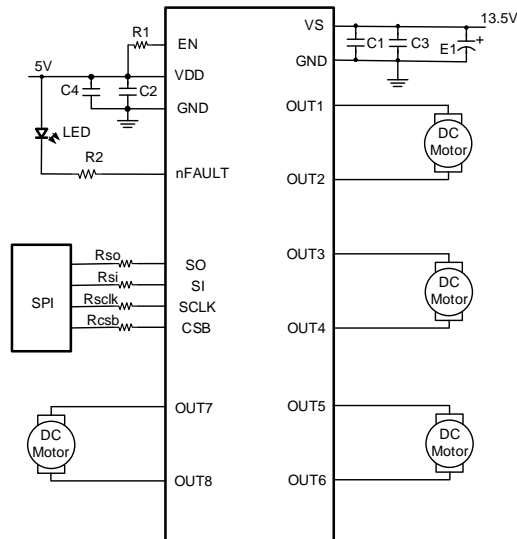 R1
EN
VS
13.5V
C1
C3
E1
+
GND
5V
VDD
C4
C2
GND
OUT1
LED
DC
Motor
R2
nFAULT
OUT2
Rso
SO
OUT3
Rsi
SI
SPI
Rsclk
SCLK
DC
Motor
Rcsb
CSB
OUT4
OUT7
OUT5
DC
Motor
DC
Motor
OUT8
OUT6